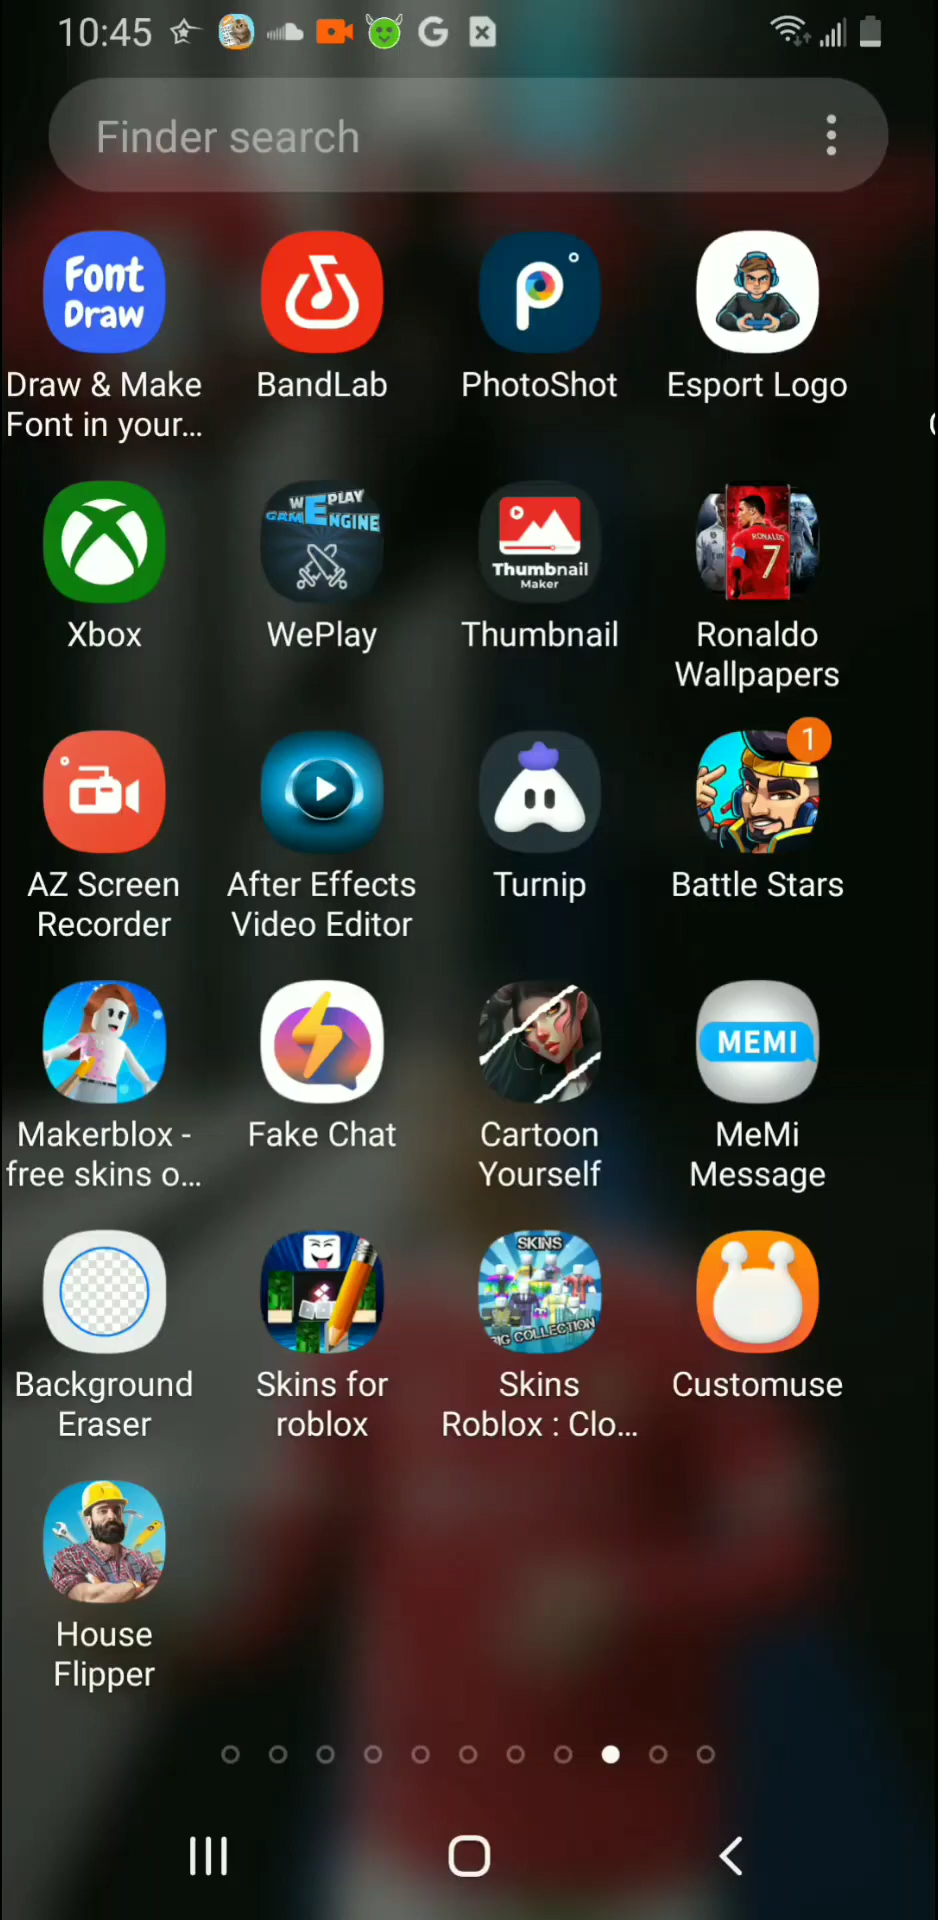 10:45
Finder search
Font
Draw
Draw & Make
Font in your...
BandLab
PhotoShot
Esport Logo
Xbox
WEPLAY
GAMENGINE
WePlay
Thumbnail
Maker
Thumbnail
RONALDO
7
Ronaldo
Wallpapers
AZ Screen
Recorder
After Effects
Video Editor
Turnip
1
Battle Stars
Makerblox -
free skins o...
Fake Chat
Cartoon
Yourself
MEMI
MeMi
Message
Background
Eraser
Skins for
roblox
SKINS
BIG COLLECTION
Skins
Roblox : Clo...
Customuse
House
Flipper